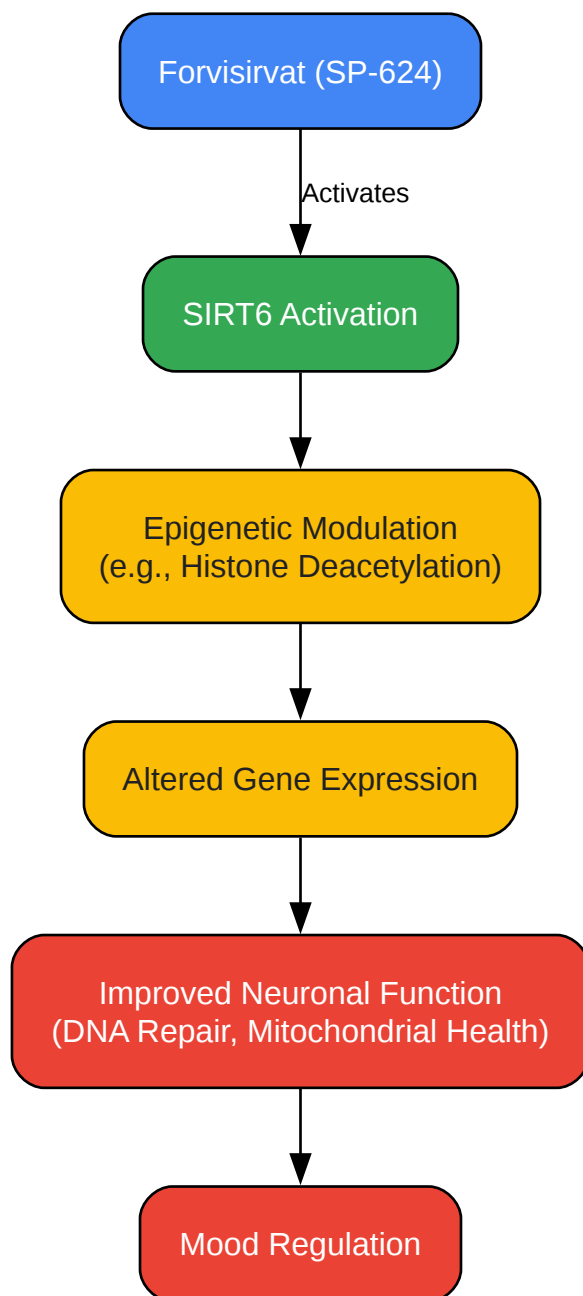 Forvisirvat (SP-624)
Activates
SIRT6 Activation
Epigenetic Modulation
(e.g., Histone Deacetylation)
Altered Gene Expression
Improved Neuronal Function
(DNA Repair, Mitochondrial Health)
Mood Regulation